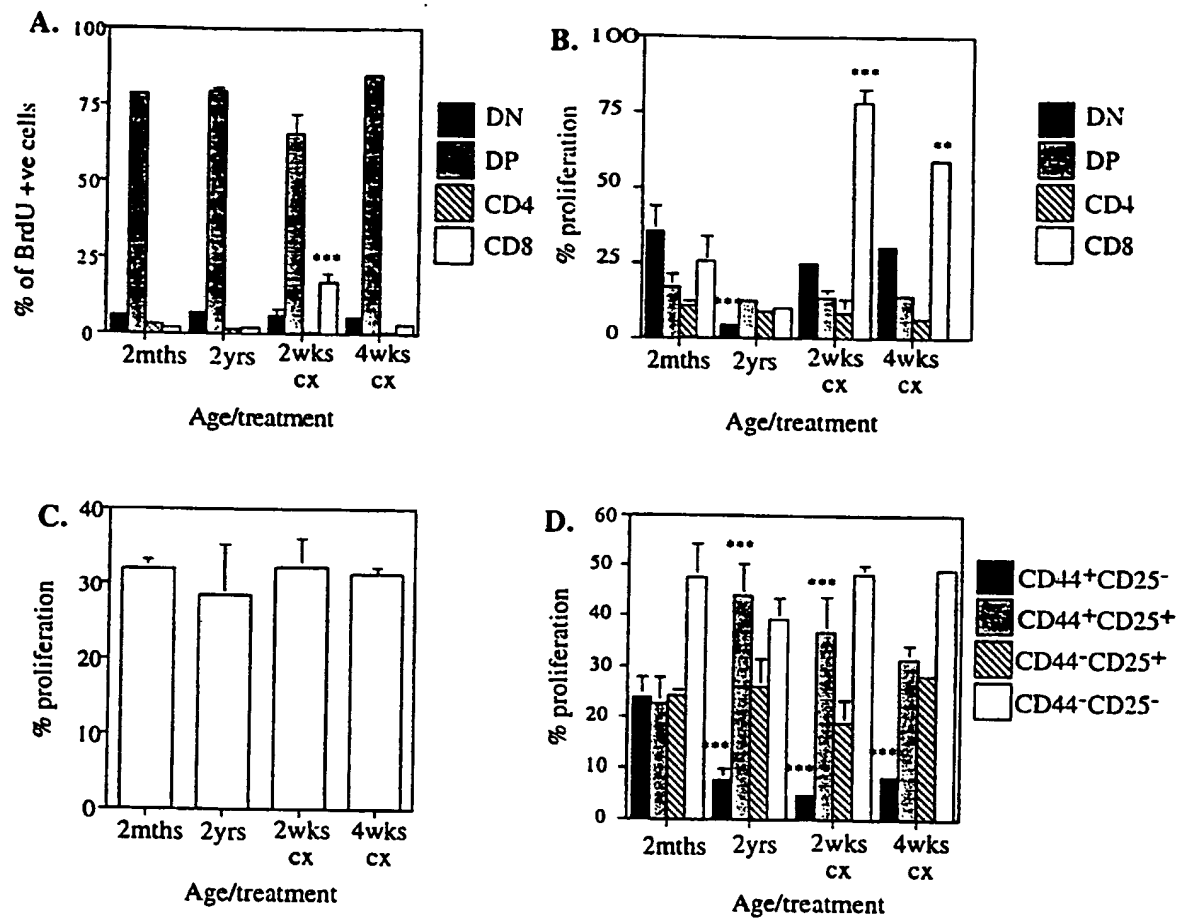 A.
100
75
50
25
0
% of BrdU +ve cells
***
2mths 2yrs 2wks cx 4wks cx
Age/treatment
DN
DP
CD4
CD8
B.
100
75
50
25
0
% proliferation
***
***
**
2mths 2yrs 2wks cx 4wks cx
Age/treatment
DN
DP
CD4
CD8
C.
40
30
20
10
0
% proliferation
2mths 2yrs 2wks cx 4wks cx
Age/treatment
D.
60
50
40
30
20
10
0
% proliferation
***
***
***
***
***
2mths 2yrs 2wks cx 4wks cx
Age/treatment
CD44⁺CD25⁻
CD44⁺CD25⁺
CD44⁻CD25⁺
CD44⁻CD25⁻